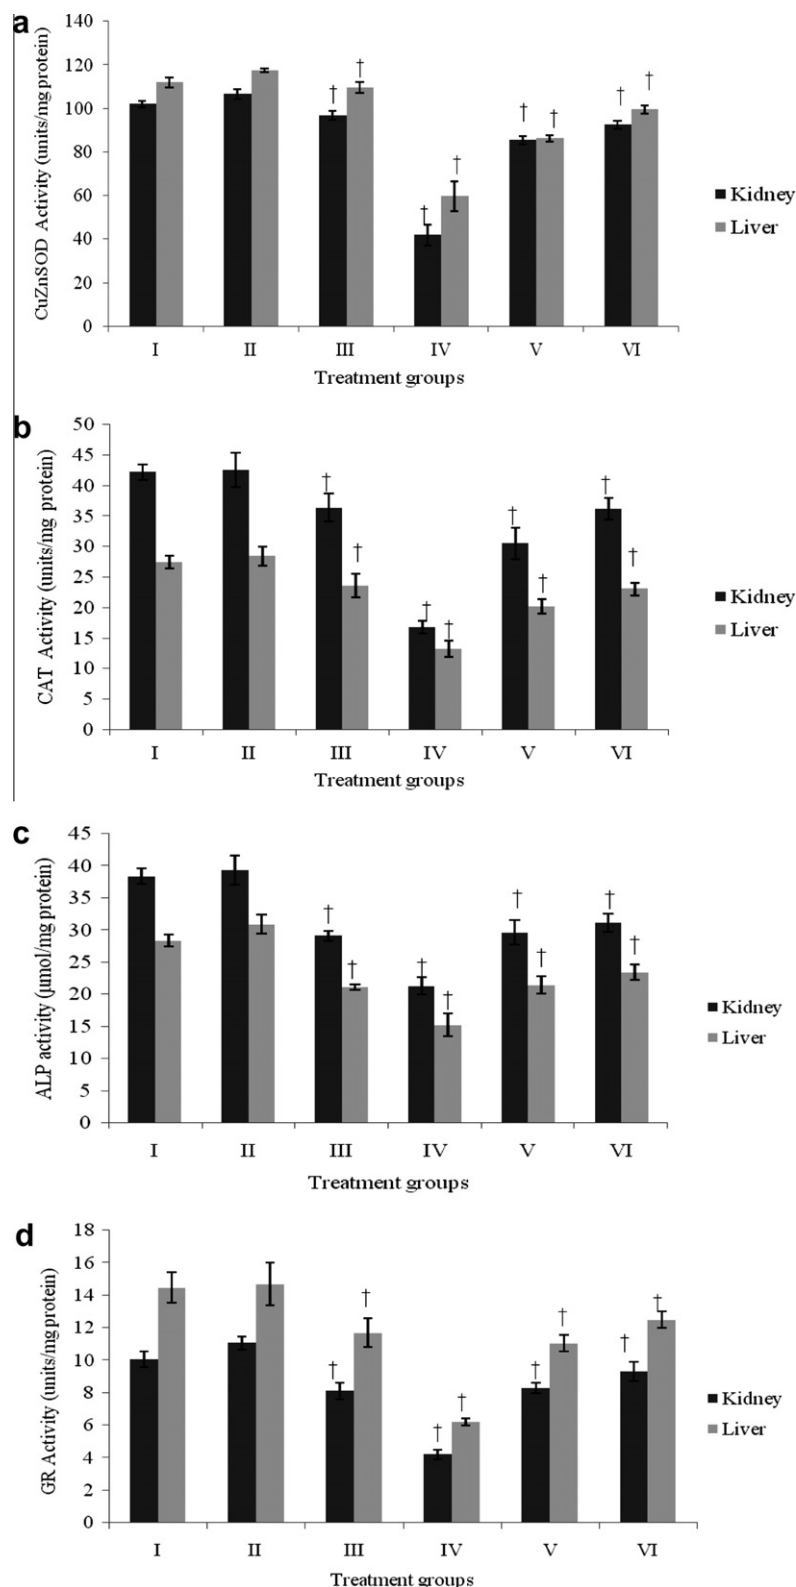 a
140
120
100
80
60
40
20
0
CuZnSOD Activity (units/mg protein)
† † † † † † † †
I II III IV V VI
Treatment groups
Kidney
Liver
b
50
45
40
35
30
25
20
15
10
5
0
CAT Activity (units/mg protein)
† † † † † † † †
I II III IV V VI
Treatment groups
Kidney
Liver
c
45
40
35
30
25
20
15
10
5
0
ALP activity (µmol/mg protein)
† † † † † † † †
I II III IV V VI
Treatment groups
Kidney
Liver
d
18
16
14
12
10
8
6
4
2
0
GR Activity (units/mg protein)
† † † † † † † †
I II III IV V VI
Treatment groups
Kidney
Liver